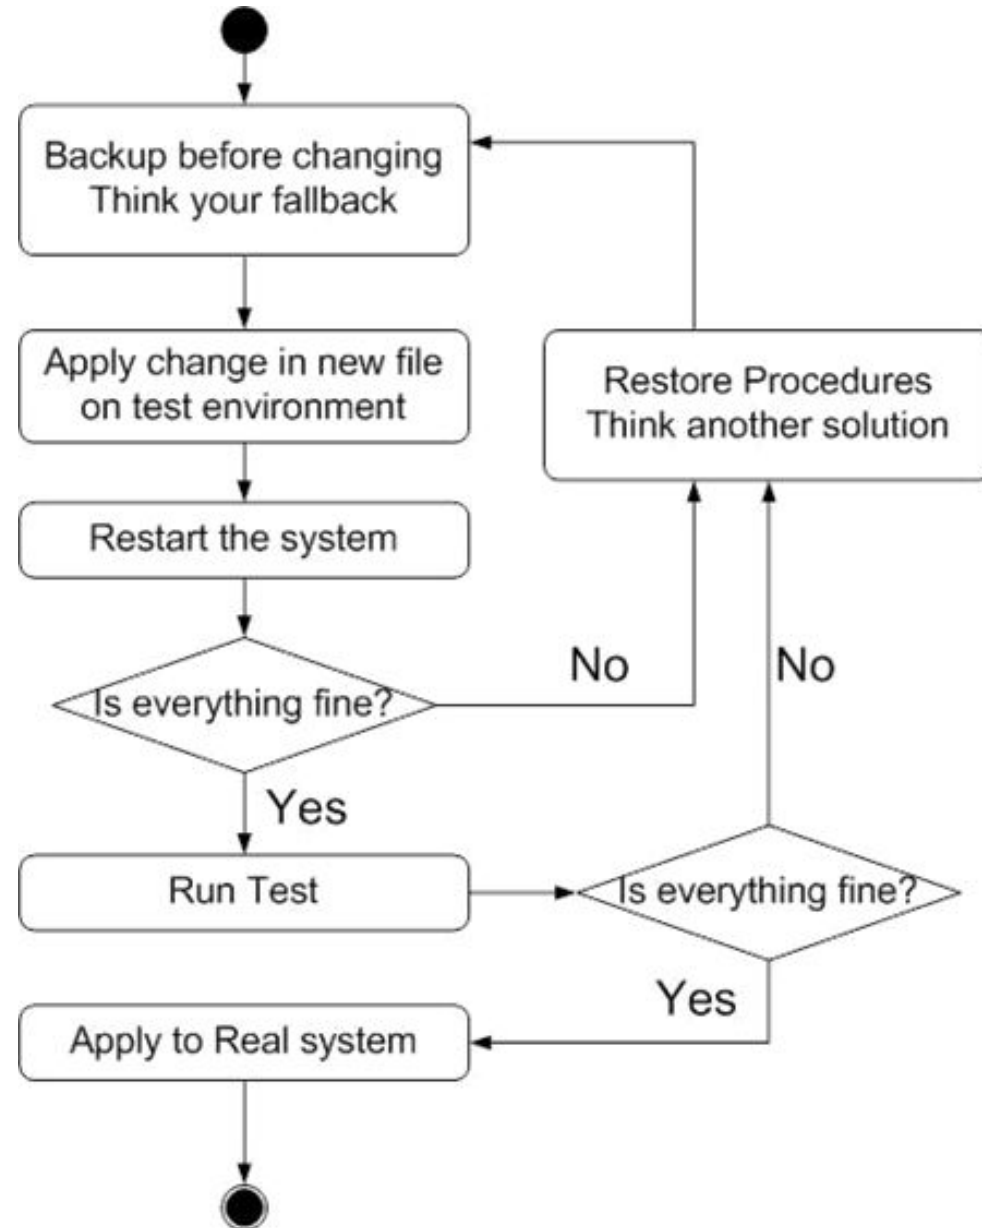 Backup before changing
Think your fallback
Apply change in new file
on test environment
Restore Procedures
Think another solution
Restart the system
Is everything fine?
No
No
Yes
Run Test
Is everything fine?
Yes
Apply to Real system